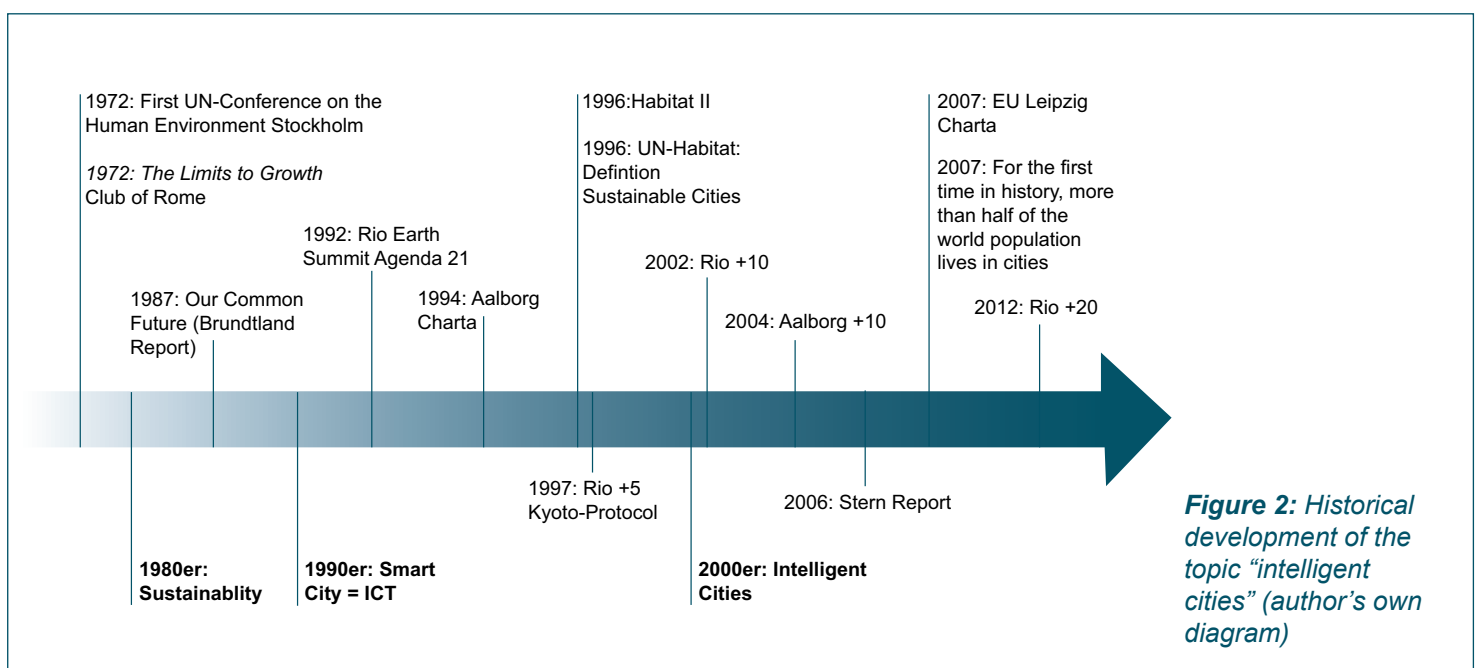 1972: First UN-Conference on the
Human Environment Stockholm
1972: The Limits to Growth
Club of Rome
1987: Our Common
Future (Brundtland
Report)
1992: Rio Earth
Summit Agenda 21
1994: Aalborg
Charta
1996:Habitat II
1996: UN-Habitat:
Defintion
Sustainable Cities
2002: Rio +10
2004: Aalborg +10
2007: EU Leipzig
Charta
2007: For the first
time in history, more
than half of the
world population
lives in cities
2012: Rio +20
1997: Rio +5
Kyoto-Protocol
2006: Stern Report
1980er:
Sustainablity
1990er: Smart
City = ICT
2000er: Intelligent
Cities
Figure 2: Historical
development of the
topic “intelligent
cities” (author’s own
diagram)